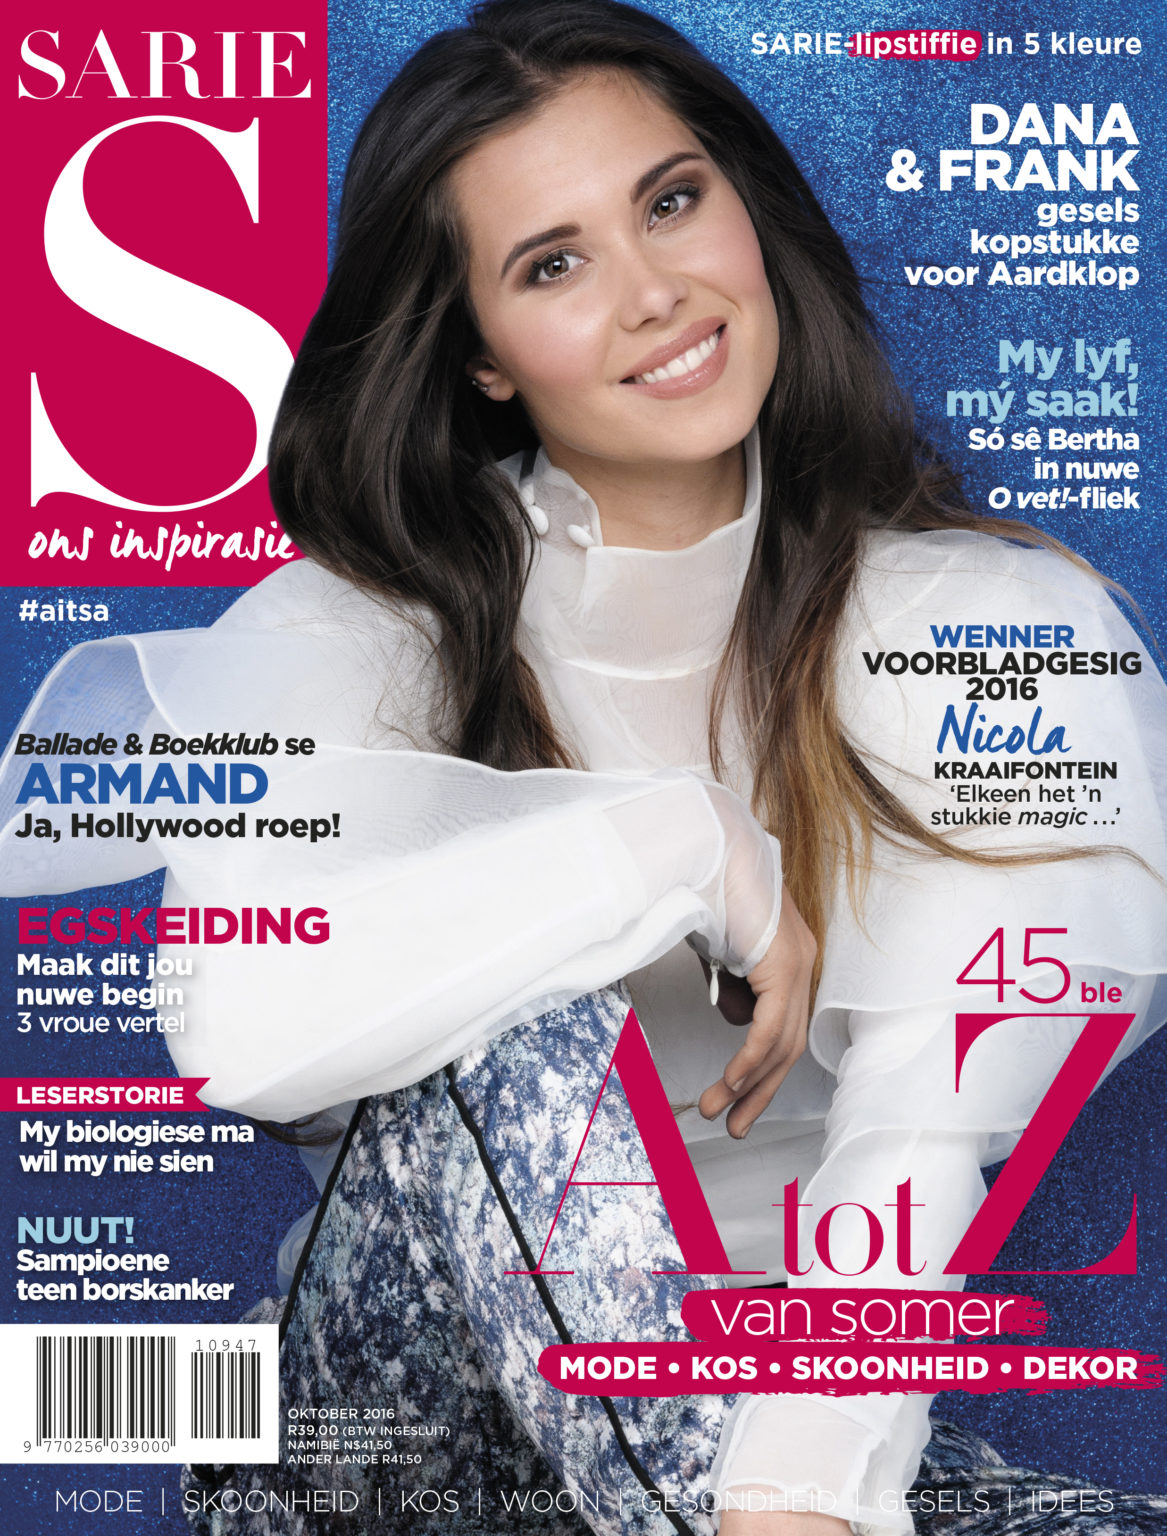 SARIE
S
ons inspirasie
#aitsa
SARIE-lipstiffie in 5 kleure
DANA
& FRANK
gesels
kopstukke
voor Aardklop
My lyf,
mý saak!
Só sê Bertha
in nuwe
O vet!-fliek
WENNER
VOORBLADGESIG
2016
Nicola
KRAAIFONTEIN
‘Elkeen het ’n
stukkie magic ...’
Ballade & Boekklub se
ARMAND
Ja, Hollywood roep!
EGSKEIDING
Maak dit jou
nuwe begin
3 vroue vertel
LESERSTORIE
My biologiese ma
wil my nie sien
NUUT!
Sampioene
teen borskanker
45 ble
A tot Z
van somer
MODE • KOS • SKOONHEID • DEKOR
10947
9 770256 039000
OKTOBER 2016
R39,00 (BTW INGESLUIT)
NAMIBIË N$41,50
ANDER LANDE R41,50
MODE | SKOONHEID | KOS | WOON | GESONDHEID | GESELS | IDEES